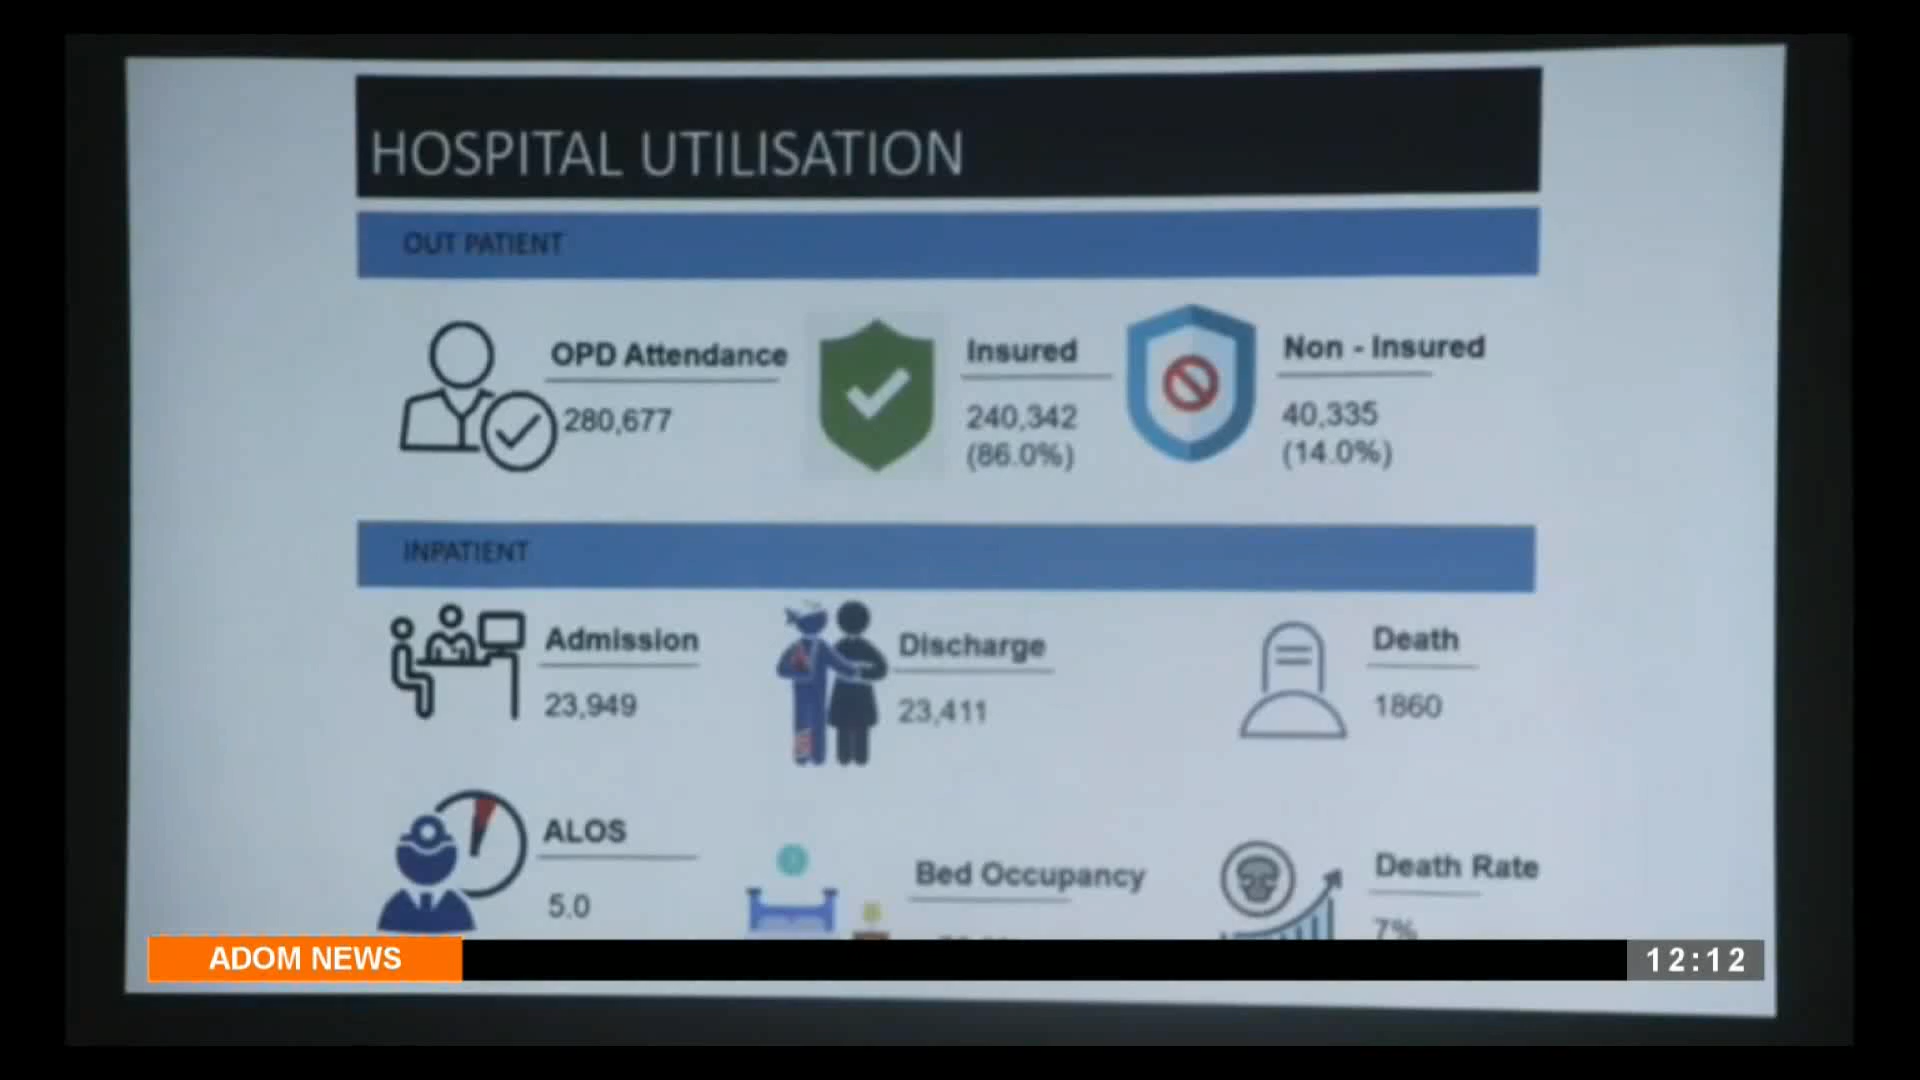 HOSPITAL UTILISATION
OUT PATIENT
OPD Attendance
280,677
Insured
240,342
(86.0%)
Non - Insured
40,335
(14.0%)
INPATIENT
Admission
23,949
Discharge
23,411
Death
1860
ALOS
5.0
Bed Occupancy
Death Rate
7%
ADOM NEWS
12:12